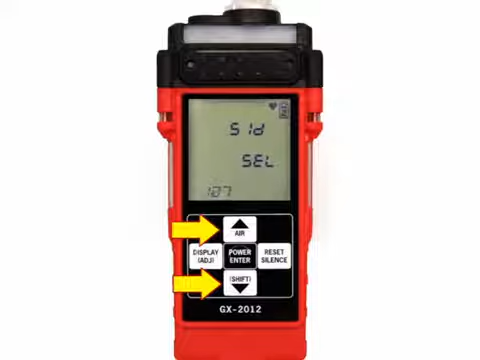 SId
SEL
107
AIR
DISPLAY
(ADJ)
POWER
ENTER
RESET
SILENCE
(SHIFT)
GX-2012